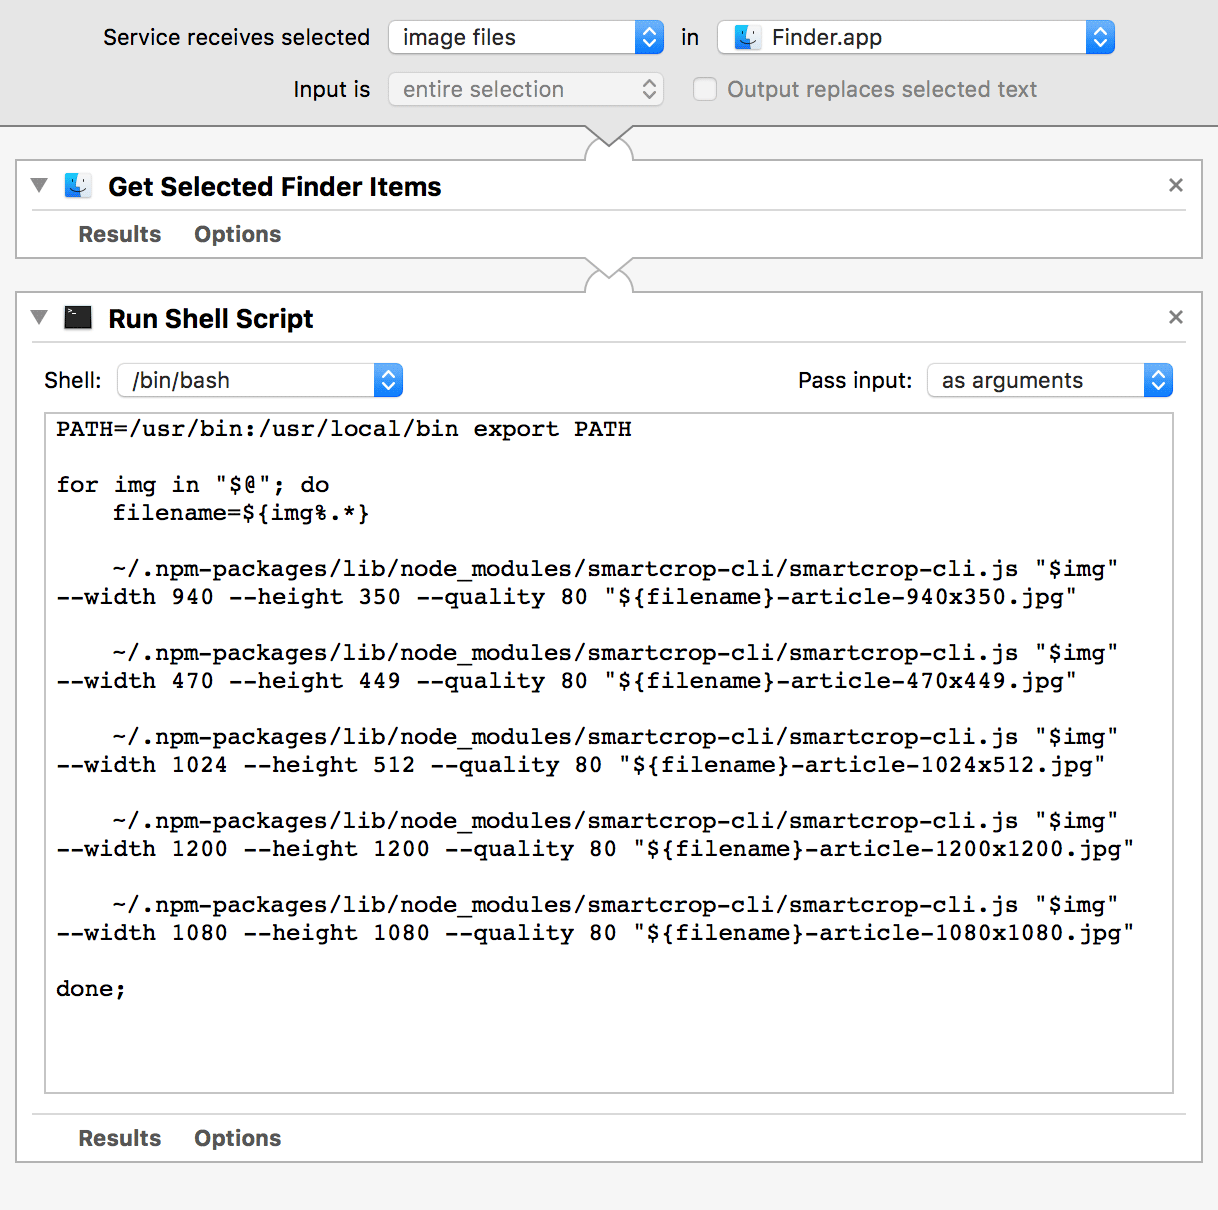 Service receives selected image files in Finder.app
Input is entire selection Output replaces selected text
Get Selected Finder Items
Results Options
Run Shell Script
Shell: /bin/bash Pass input: as arguments
PATH=/usr/bin:/usr/local/bin export PATH
for img in "$@"; do
filename=${img%.*}
~/.npm-packages/lib/node_modules/smartcrop-cli/smartcrop-cli.js "$img"
--width 940 --height 350 --quality 80 "${filename}-article-940x350.jpg"
~/.npm-packages/lib/node_modules/smartcrop-cli/smartcrop-cli.js "$img"
--width 470 --height 449 --quality 80 "${filename}-article-470x449.jpg"
~/.npm-packages/lib/node_modules/smartcrop-cli/smartcrop-cli.js "$img"
--width 1024 --height 512 --quality 80 "${filename}-article-1024x512.jpg"
~/.npm-packages/lib/node_modules/smartcrop-cli/smartcrop-cli.js "$img"
--width 1200 --height 1200 --quality 80 "${filename}-article-1200x1200.jpg"
~/.npm-packages/lib/node_modules/smartcrop-cli/smartcrop-cli.js "$img"
--width 1080 --height 1080 --quality 80 "${filename}-article-1080x1080.jpg"
done;
Results Options